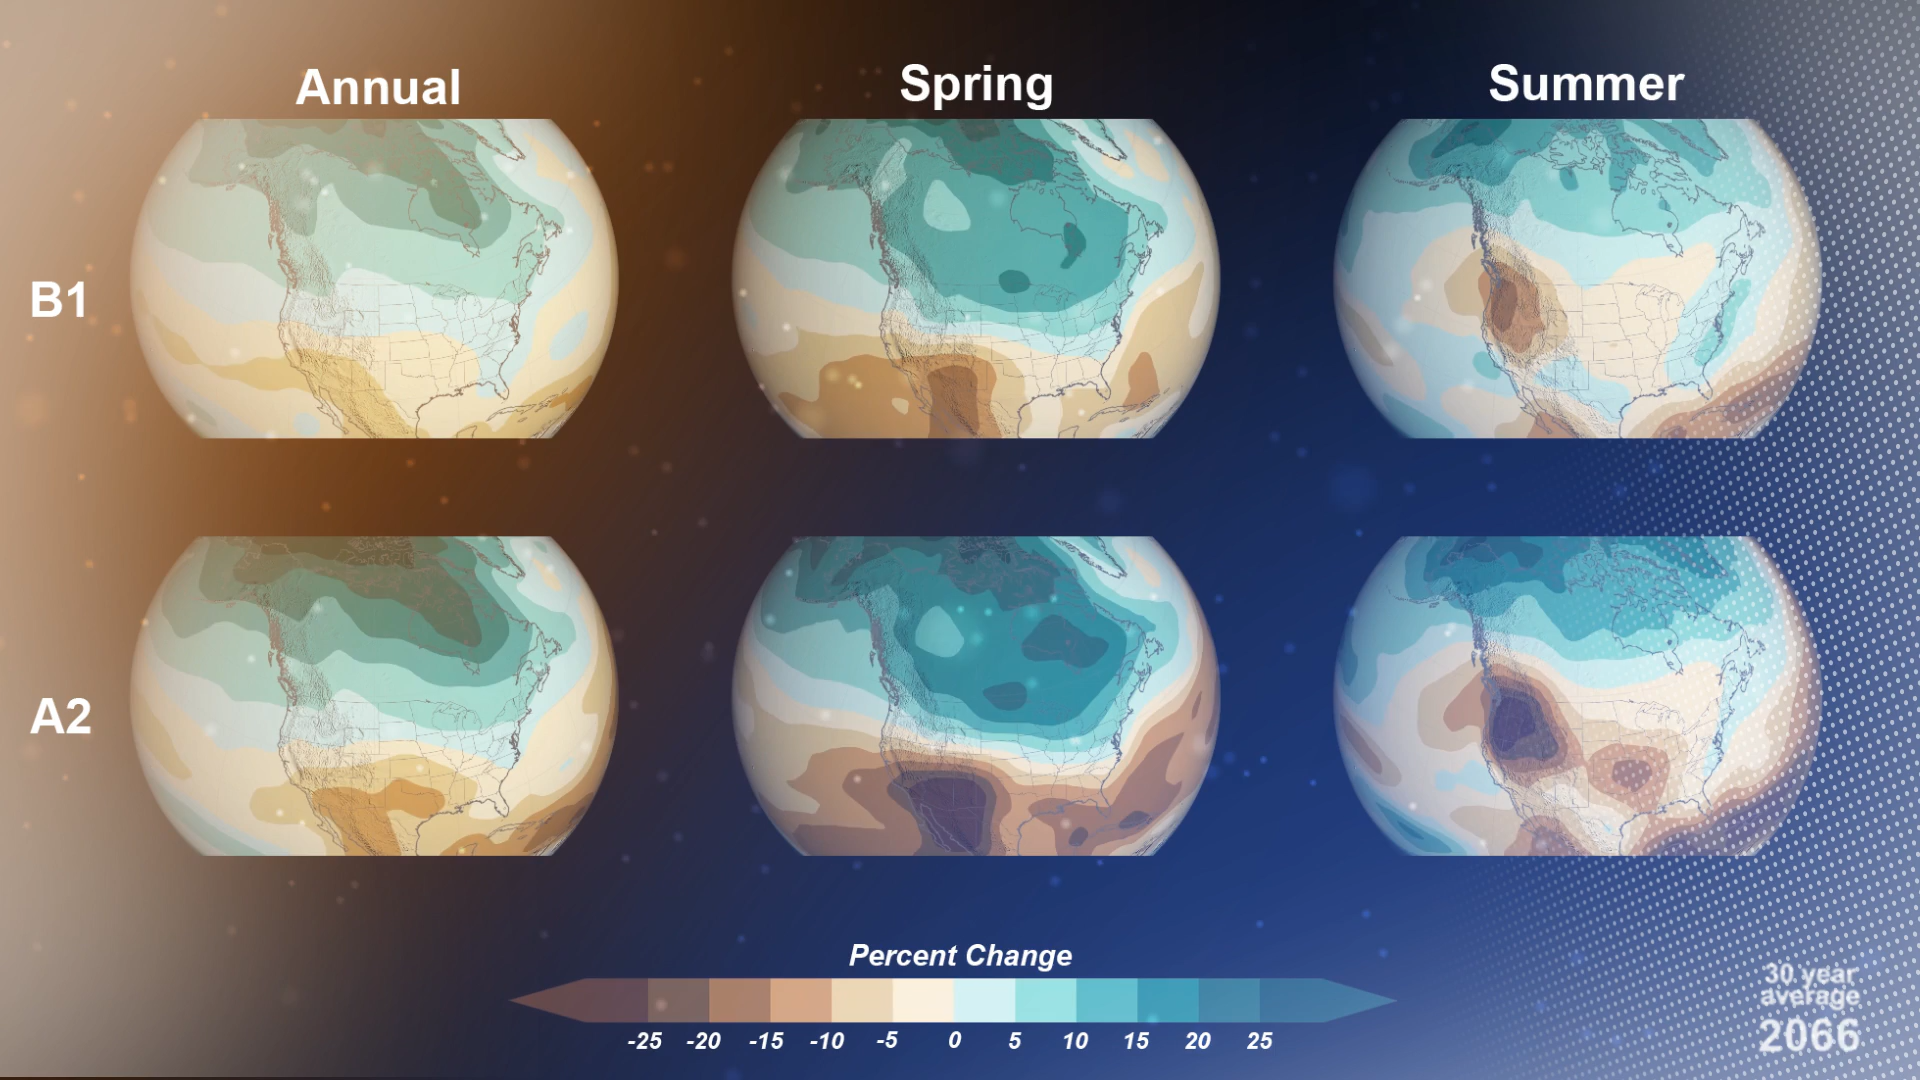 Annual Spring Summer
B1
A2
Percent Change
-25 -20 -15 -10 -5 0 5 10 15 20 25
30 year
average
2066